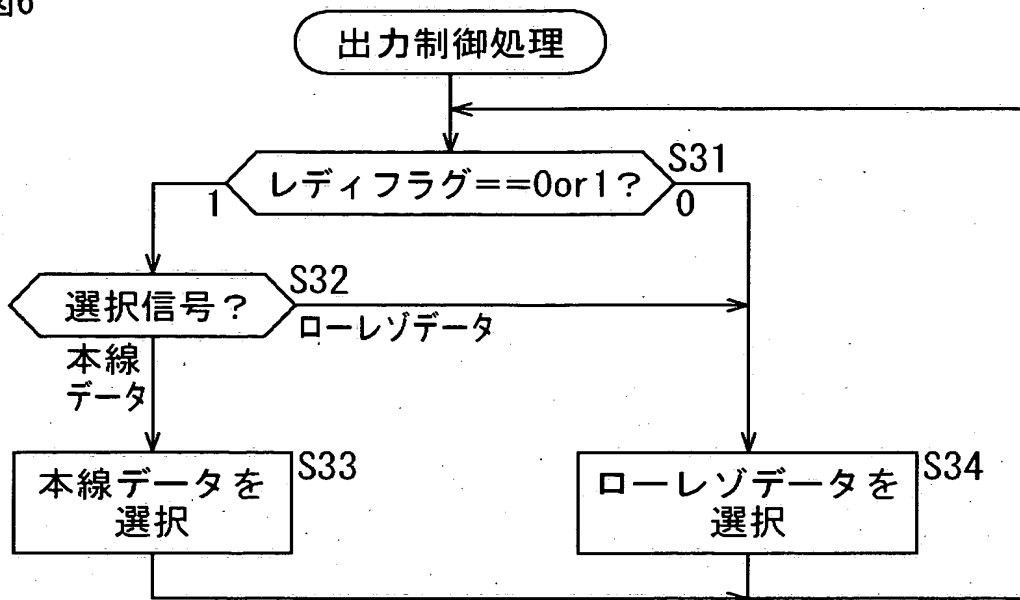 図6
出力制御処理
レディフラグ==0or1?
S31
1
0
選択信号?
S32
ローレゾデータ
本線
データ
本線データを
選択
S33
ローレゾデータを
選択
S34